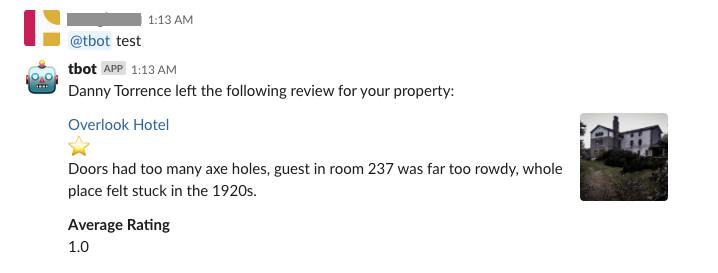 1:13 AM
@tbot test
tbot APP 1:13 AM
Danny Torrence left the following review for your property:
Overlook Hotel
Doors had too many axe holes, guest in room 237 was far too rowdy, whole
place felt stuck in the 1920s.
Average Rating
1.0